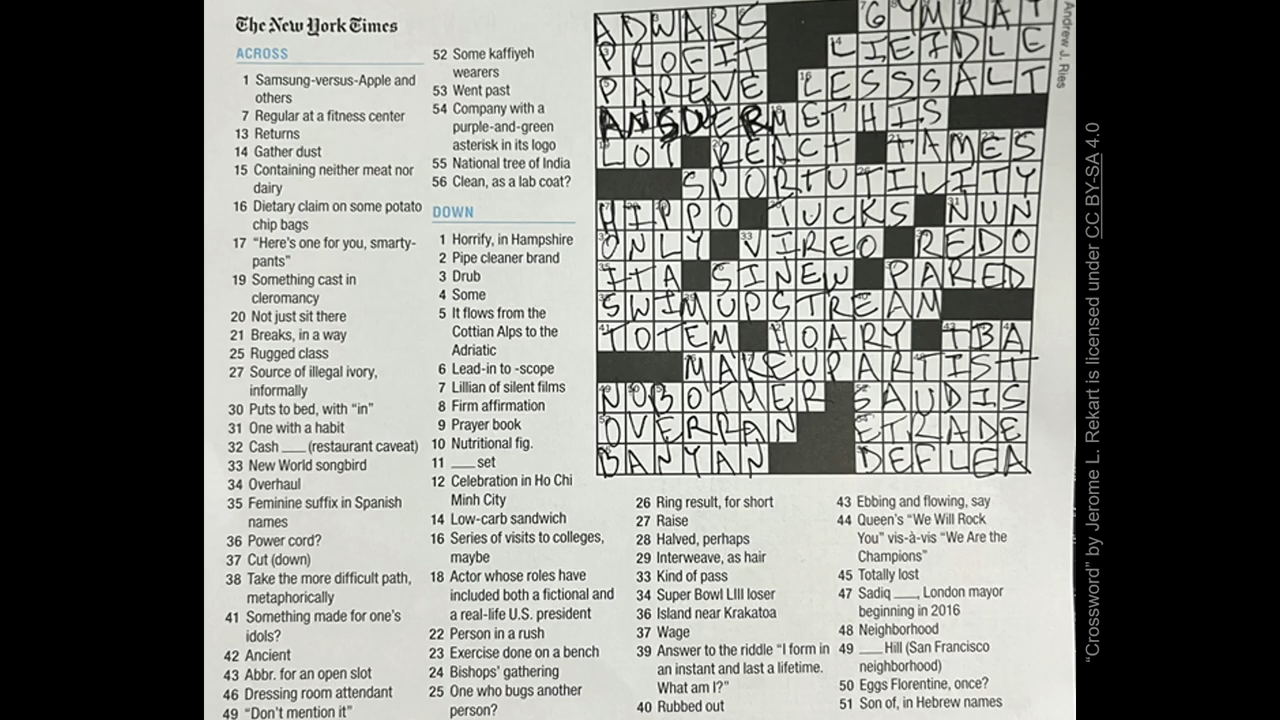 The New York Times
ACROSS
1 Samsung-versus-Apple and
others
7 Regular at a fitness center
13 Returns
14 Gather dust
15 Containing neither meat nor
dairy
16 Dietary claim on some potato
chip bags
17 "Here's one for you, smarty-
pants"
19 Something cast in
cleromancy
20 Not just sit there
21 Breaks, in a way
25 Rugged class
27 Source of illegal ivory,
informally
30 Puts to bed, with "in"
31 One with a habit
32 Cash ___ (restaurant caveat)
33 New World songbird
34 Overhaul
35 Feminine suffix in Spanish
names
36 Power cord?
37 Cut (down)
38 Take the more difficult path,
metaphorically
41 Something made for one's
idols?
42 Ancient
43 Abbr. for an open slot
46 Dressing room attendant
49 "Don't mention it"
52 Some kaffiyeh
wearers
53 Went past
54 Company with a
purple-and-green
asterisk in its logo
55 National tree of India
56 Clean, as a lab coat?
DOWN
1 Horrify, in Hampshire
2 Pipe cleaner brand
3 Drub
4 Some
5 It flows from the
Cottian Alps to the
Adriatic
6 Lead-in to -scope
7 Lillian of silent films
8 Firm affirmation
9 Prayer book
10 Nutritional fig.
11 ___ set
12 Celebration in Ho Chi
Minh City
14 Low-carb sandwich
16 Series of visits to colleges,
maybe
18 Actor whose roles have
included both a fictional and
a real-life U.S. president
22 Person in a rush
23 Exercise done on a bench
24 Bishops' gathering
25 One who bugs another
person?
26 Ring result, for short
27 Raise
28 Halved, perhaps
29 Interweave, as hair
33 Kind of pass
34 Super Bowl LIII loser
36 Island near Krakatoa
37 Wage
39 Answer to the riddle "I form in
an instant and last a lifetime.
What am I?"
40 Rubbed out
43 Ebbing and flowing, say
44 Queen's "We Will Rock
You" vis-à-vis "We Are the
Champions"
45 Totally lost
47 Sadiq ___, London mayor
beginning in 2016
48 Neighborhood
49 ___ Hill (San Francisco
neighborhood)
50 Eggs Florentine, once?
51 Son of, in Hebrew names
ADWARS GYMRAT
PROFIT LIEIDLE
PAREVE LESSSALT
ANSWERMETHIS
LOT REACT TAMES
SPORTUTILITY
HIPPO TUCKS NUN
ONLY VIREO REDO
ITA SINEW PARED
SWIMUPSTREAM
TOTEM HOARY TBA
MAKEUPARTIST
NOBOTHER SAUDIS
OVERRAN ETRADE
BANYAN DEFLEA
Andrew J. Ries
"Crossword" by Jerome L. Rekart is licensed under CC BY-SA 4.0